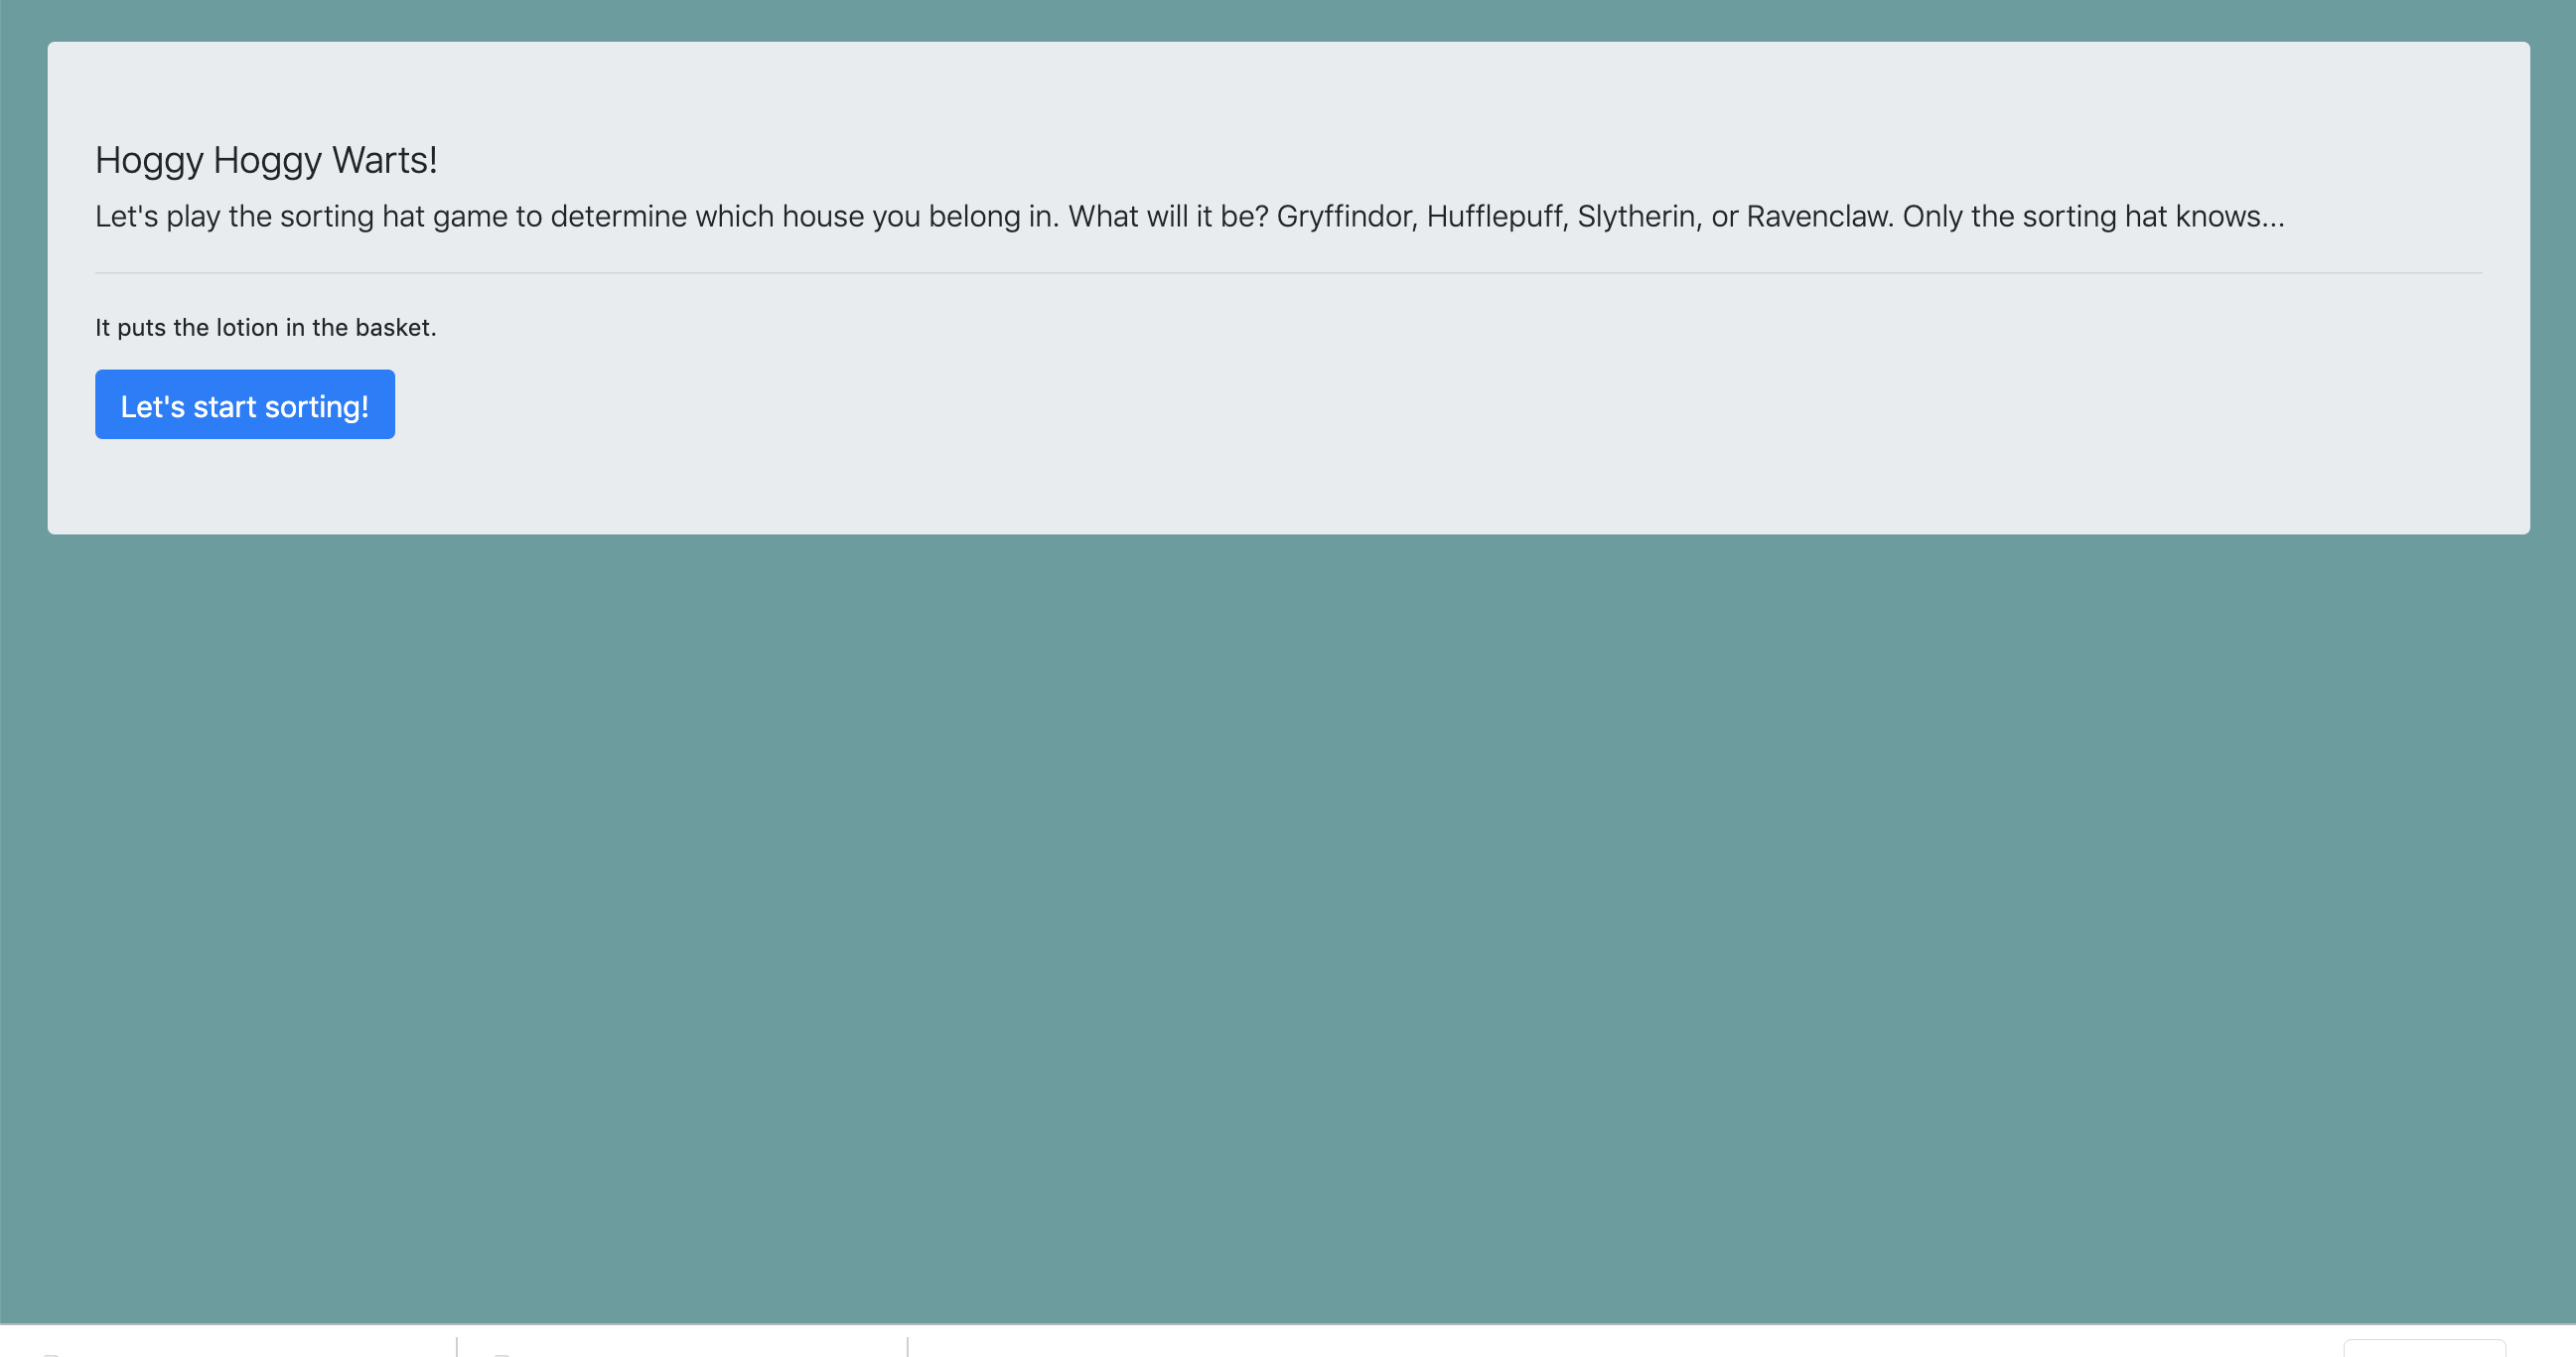 Hoggy Hoggy Warts!
Let's play the sorting hat game to determine which house you belong in. What will it be? Gryffindor, Hufflepuff, Slytherin, or Ravenclaw. Only the sorting hat knows...
It puts the lotion in the basket.
Let's start sorting!